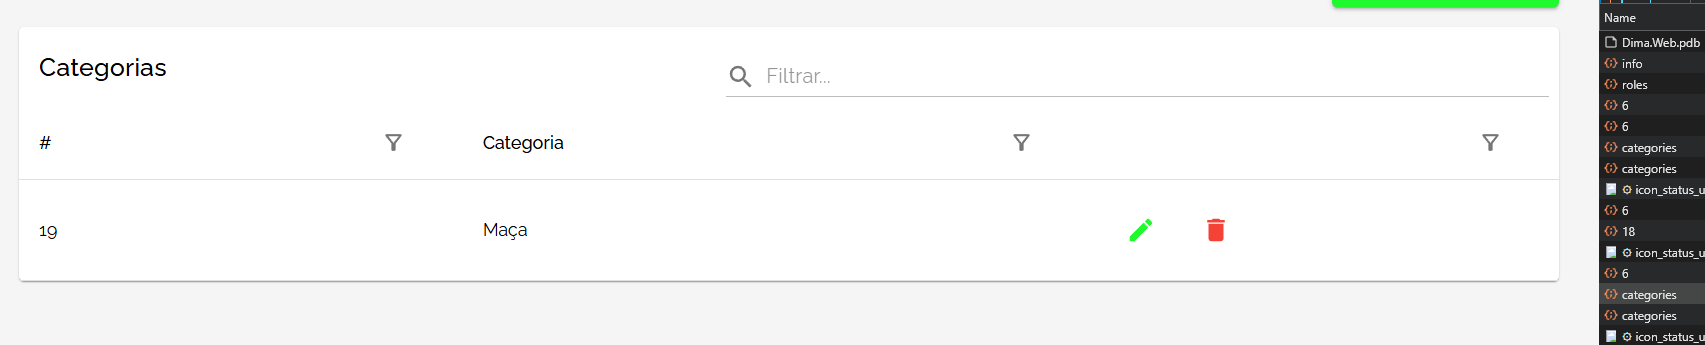 Categorias
Filtrar...
# Categoria
19 Maça
Name
Dima.Web.pdb
info
roles
6
6
categories
categories
icon_status_u
6
18
icon_status_u
6
categories
categories
icon_status_u